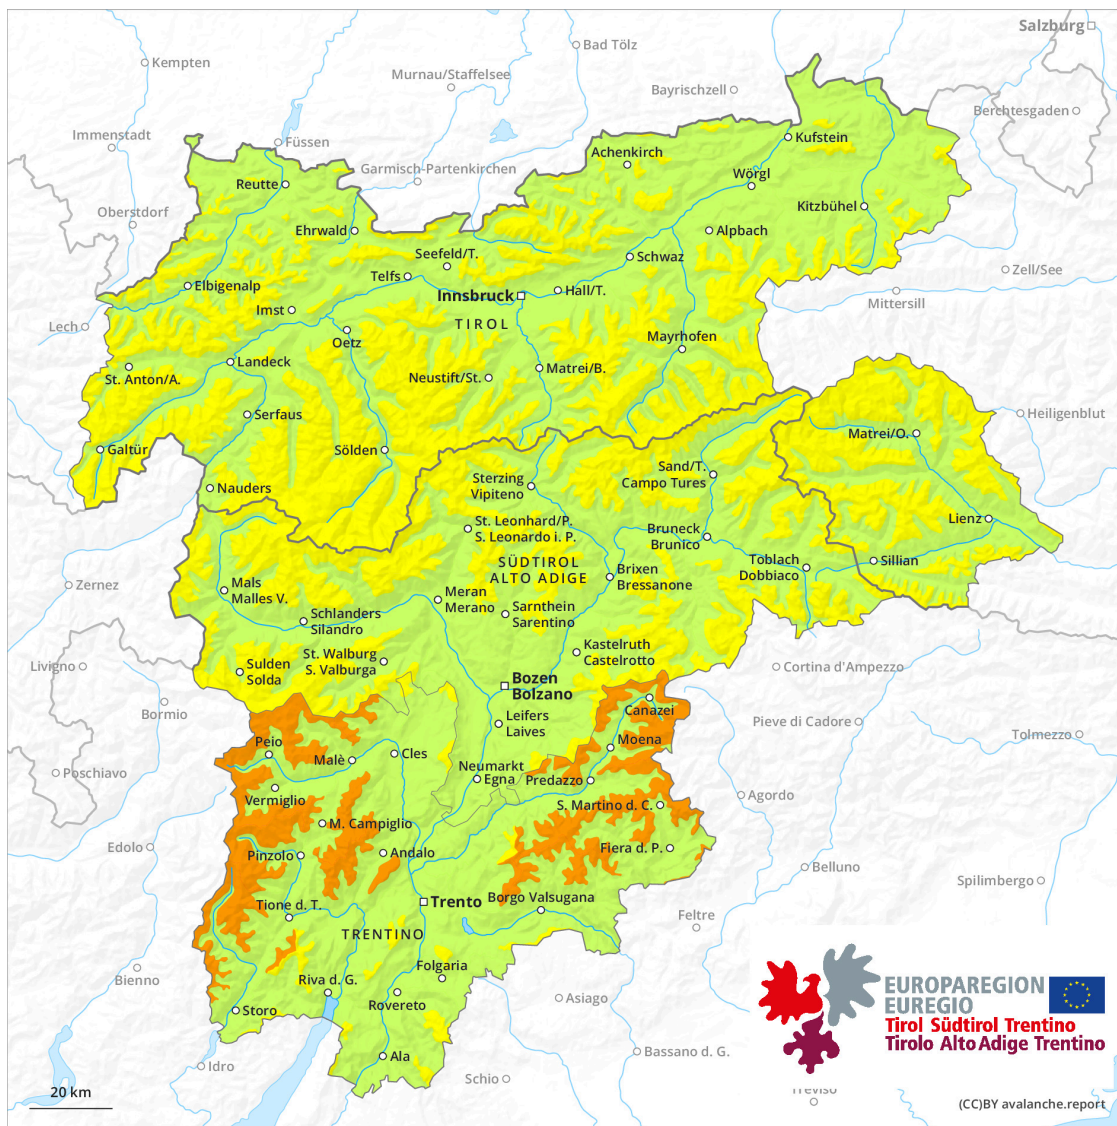 Salzburg
Bad Tölz
Kempten
Murnau/Staffelsee
Bayrischzell
Berchtesgaden
Immenstadt
Füssen
Kufstein
Achenkirch
Garmisch-Partenkirchen
Wörgl
Reutte
Oberstdorf
Kitzbühel
Ehrwald
Alpbach
Seefeld/T.
Schwaz
Zell/See
Telfs
Elbigenalp
Hall/T.
Innsbruck
Mittersill
Imst
Lech
TIROL
Oetz
Mayrhofen
Landeck
Matrei/B.
St. Anton/A.
Neustift/St.
Serfaus
Heiligenblut
Matrei/O.
Galtür
Sölden
Sand/T.
Campo Tures
Sterzing
Vipiteno
Nauders
Lienz
St. Leonhard/P.
S. Leonardo i. P.
Bruneck
Brunico
SÜDTIROL
ALTO ADIGE
Toblach
Dobbiaco
Sillian
Brixen
Bressanone
Zernez
Mals
Malles V.
Meran
Merano
Sarnthein
Sarentino
Schlanders
Silandro
Kastelruth
Castelrotto
St. Walburg
S. Valburga
Livigno
Sulden
Solda
Cortina d'Ampezzo
Bozen
Bolzano
Bormio
Canazei
Leifers
Laives
Pieve di Cadore
Tolmezzo
Peio
Moena
Malè
Cles
Poschiavo
Neumarkt
Egna
Predazzo
Vermiglio
Agordo
S. Martino d. C.
M. Campiglio
Edolo
Pinzolo
Andalo
Fiera d. P.
Belluno
Spilimbergo
Trento
Borgo Valsugana
Tione d. T.
Feltre
TRENTINO
Folgaria
Bienno
Riva d. G.
Rovereto
Asiago
Storo
EUROPAREGION
EUREGIO
Tirol Südtirol Trentino
Tirolo Alto Adige Trentino
Ala
Bassano d. G.
Idro
Schio
Treviso
20 km
(CC)BY avalanche.report